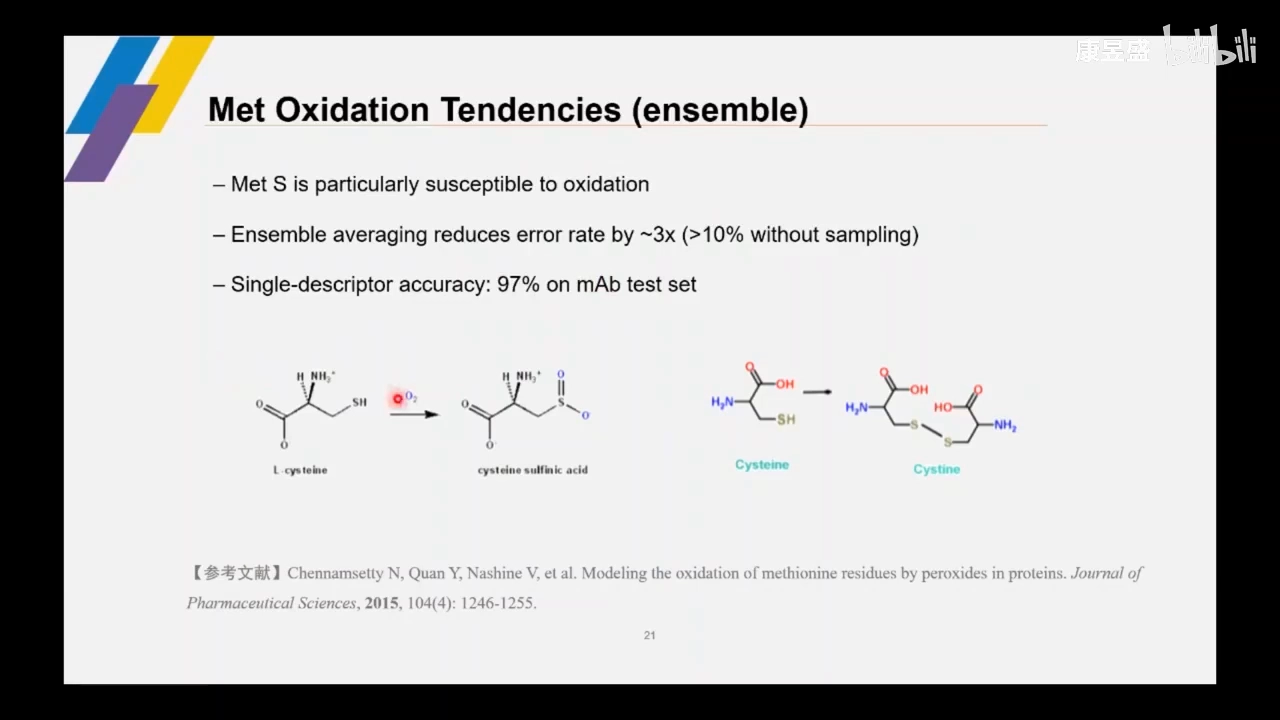 康昱盛 bilibili
Met Oxidation Tendencies (ensemble)
– Met S is particularly susceptible to oxidation
– Ensemble averaging reduces error rate by ~3x (>10% without sampling)
– Single-descriptor accuracy: 97% on mAb test set
H NH₃⁺
O
SH
O
O₂
H NH₃⁺
O
O
S
O
O⁻
O
OH
H₂N
SH
O
OH
H₂N
S
S
HO
O
NH₂
L-cysteine
cysteine sulfinic acid
Cysteine
Cystine
【参考文献】Chennamsetty N, Quan Y, Nashine V, et al. Modeling the oxidation of methionine residues by peroxides in proteins. Journal of
Pharmaceutical Sciences, 2015, 104(4): 1246-1255.
21